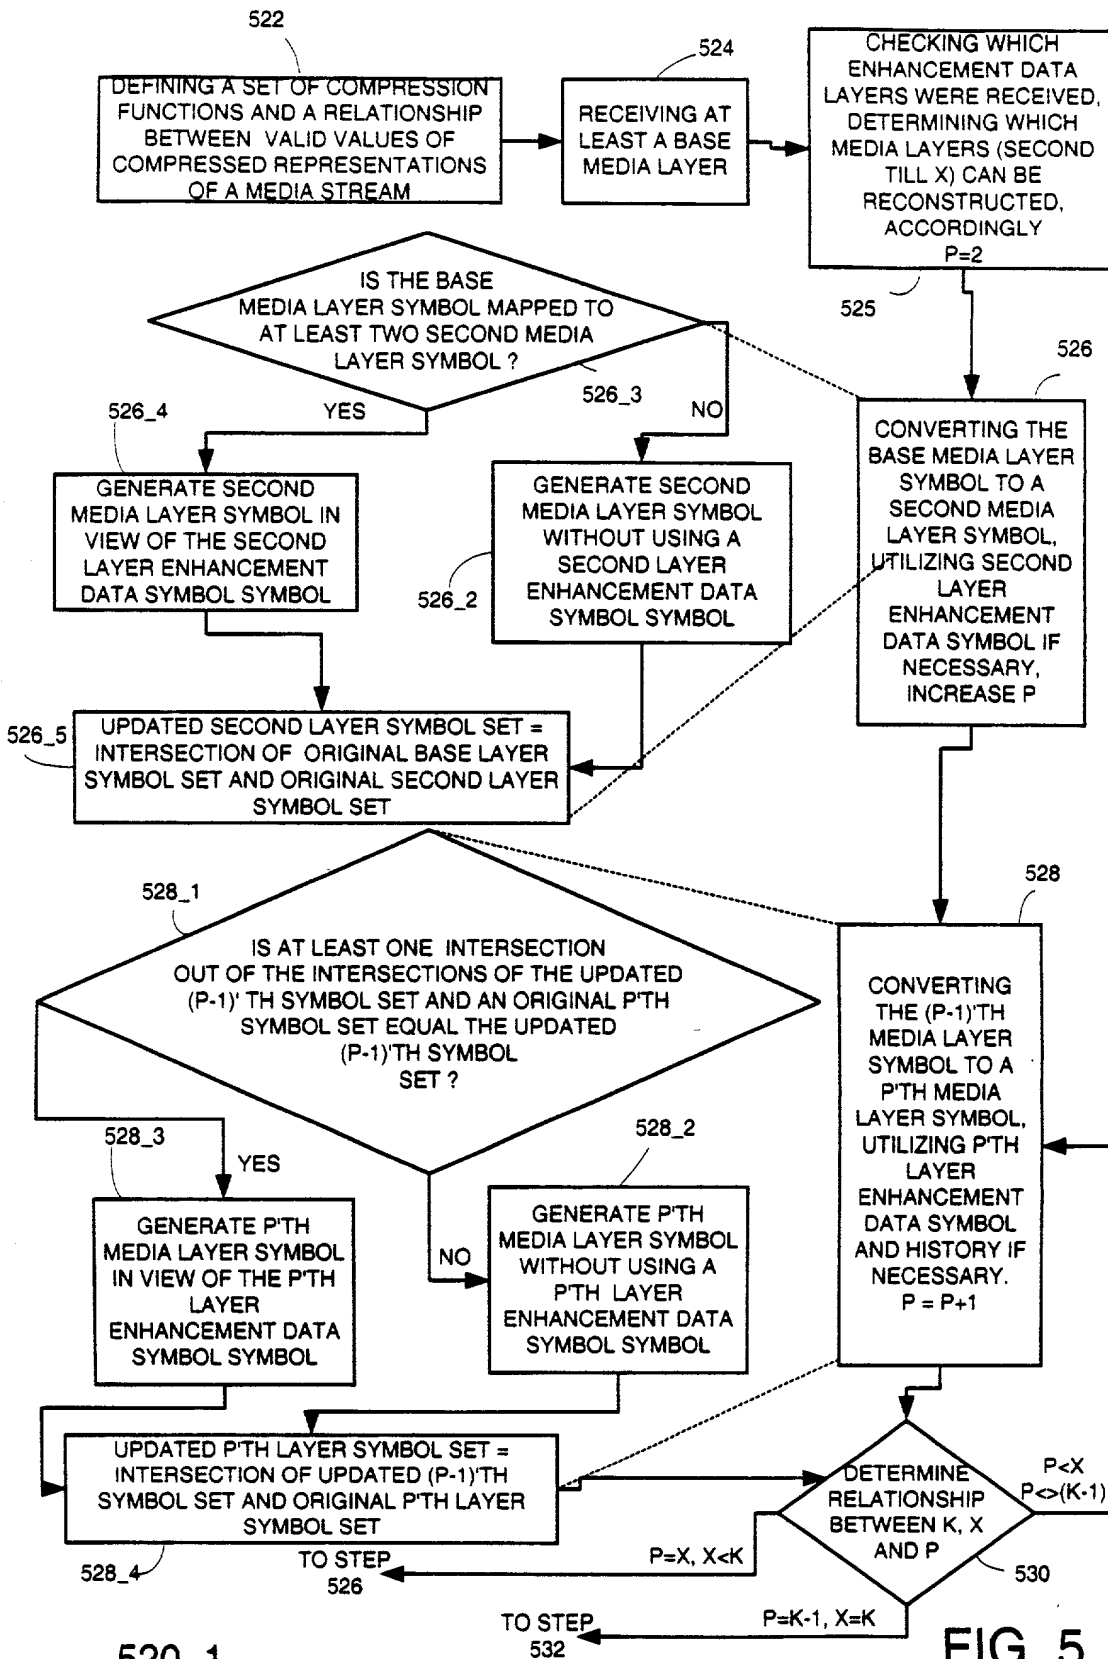 522
DEFINING A SET OF COMPRESSION
FUNCTIONS AND A RELATIONSHIP
BETWEEN VALID VALUES OF
COMPRESSED REPRESENTATIONS
OF A MEDIA STREAM
524
RECEIVING AT
LEAST A BASE
MEDIA LAYER
CHECKING WHICH
ENHANCEMENT DATA
LAYERS WERE RECEIVED,
DETERMINING WHICH
MEDIA LAYERS (SECOND
TILL X) CAN BE
RECONSTRUCTED,
ACCORDINGLY
P=2
525
IS THE BASE
MEDIA LAYER SYMBOL MAPPED TO
AT LEAST TWO SECOND MEDIA
LAYER SYMBOL ?
526_3
YES
NO
526
CONVERTING THE
BASE MEDIA LAYER
SYMBOL TO A
SECOND MEDIA
LAYER SYMBOL,
UTILIZING SECOND
LAYER
ENHANCEMENT
DATA SYMBOL IF
NECESSARY,
INCREASE P
526_4
GENERATE SECOND
MEDIA LAYER SYMBOL IN
VIEW OF THE SECOND
LAYER ENHANCEMENT
DATA SYMBOL SYMBOL
526_2
GENERATE SECOND
MEDIA LAYER SYMBOL
WITHOUT USING A
SECOND LAYER
ENHANCEMENT DATA
SYMBOL SYMBOL
526_5
UPDATED SECOND LAYER SYMBOL SET =
INTERSECTION OF ORIGINAL BASE LAYER
SYMBOL SET AND ORIGINAL SECOND LAYER
SYMBOL SET
528_1
IS AT LEAST ONE INTERSECTION
OUT OF THE INTERSECTIONS OF THE UPDATED
(P-1)' TH SYMBOL SET AND AN ORIGINAL P'TH
SYMBOL SET EQUAL THE UPDATED
(P-1)'TH SYMBOL
SET ?
528
CONVERTING
THE (P-1)'TH
MEDIA LAYER
SYMBOL TO A
P'TH MEDIA
LAYER SYMBOL,
UTILIZING P'TH
LAYER
ENHANCEMENT
DATA SYMBOL
AND HISTORY IF
NECESSARY.
P = P+1
528_3
YES
GENERATE P'TH
MEDIA LAYER SYMBOL
IN VIEW OF THE P'TH
LAYER
ENHANCEMENT DATA
SYMBOL SYMBOL
528_2
NO
GENERATE P'TH
MEDIA LAYER SYMBOL
WITHOUT USING A
P'TH LAYER
ENHANCEMENT DATA
SYMBOL SYMBOL
UPDATED P'TH LAYER SYMBOL SET =
INTERSECTION OF UPDATED (P-1)'TH
SYMBOL SET AND ORIGINAL P'TH LAYER
SYMBOL SET
528_4
DETERMINE
RELATIONSHIP
BETWEEN K, X
AND P
530
P<X
P<>(K-1)
P=X, X<K
TO STEP
526
P=K-1, X=K
TO STEP
532
520_1
FIG. 5